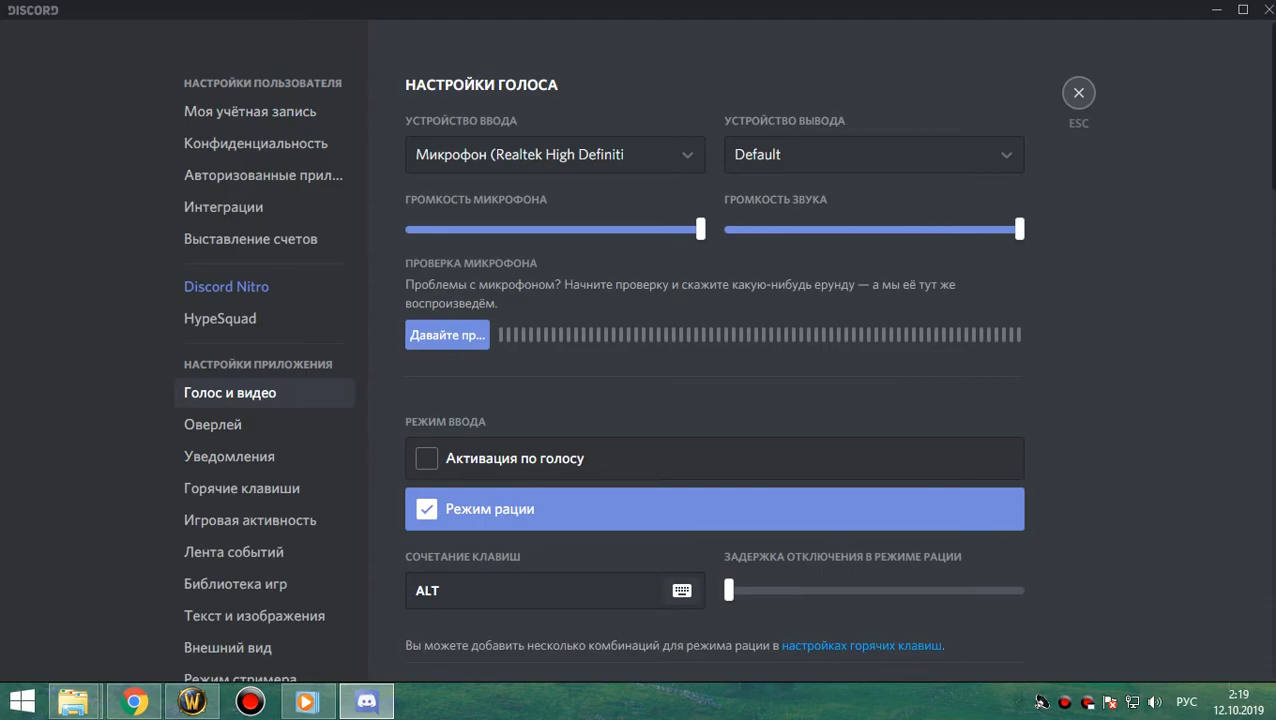 DISCORD
НАСТРОЙКИ ПОЛЬЗОВАТЕЛЯ
Моя учётная запись
Конфиденциальность
Авторизованные прил...
Интеграции
Выставление счетов
Discord Nitro
HypeSquad
НАСТРОЙКИ ПРИЛОЖЕНИЯ
Голос и видео
Оверлей
Уведомления
Горячие клавиши
Игровая активность
Лента событий
Библиотека игр
Текст и изображения
Внешний вид
Режим стримера
НАСТРОЙКИ ГОЛОСА
УСТРОЙСТВО ВВОДА
УСТРОЙСТВО ВЫВОДА
Микрофон (Realtek High Definiti
Default
ГРОМКОСТЬ МИКРОФОНА
ГРОМКОСТЬ ЗВУКА
ПРОВЕРКА МИКРОФОНА
Проблемы с микрофоном? Начните проверку и скажите какую-нибудь ерунду — а мы её тут же
воспроизведём.
Давайте пр...
РЕЖИМ ВВОДА
Активация по голосу
Режим рации
СОЧЕТАНИЕ КЛАВИШ
ЗАДЕРЖКА ОТКЛЮЧЕНИЯ В РЕЖИМЕ РАЦИИ
ALT
Вы можете добавить несколько комбинаций для режима рации в настройках горячих клавиш.
ESC
W
РУС
2:19
12.10.2019